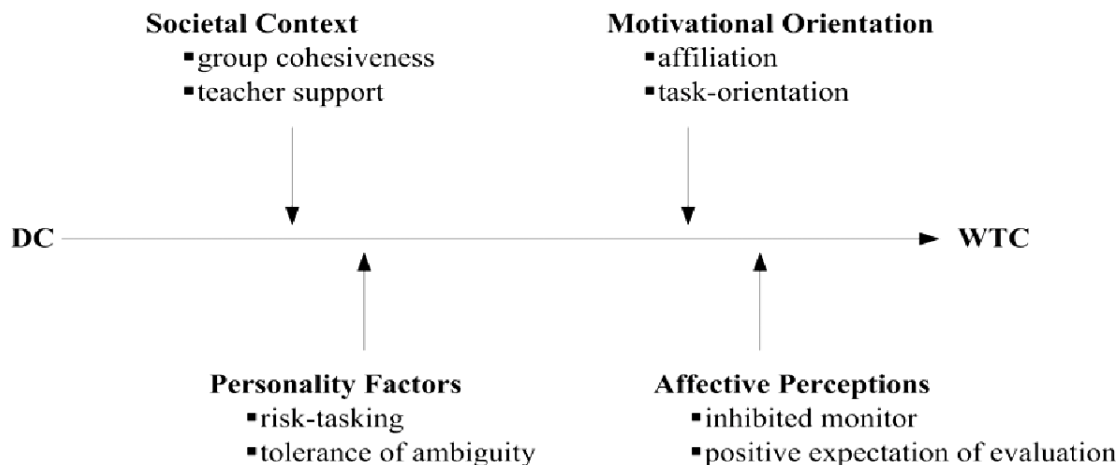 Societal Context
▪group cohesiveness
▪teacher support
Motivational Orientation
▪affiliation
▪task-orientation
DC
WTC
Personality Factors
▪risk-tasking
▪tolerance of ambiguity
Affective Perceptions
▪inhibited monitor
▪positive expectation of evaluation